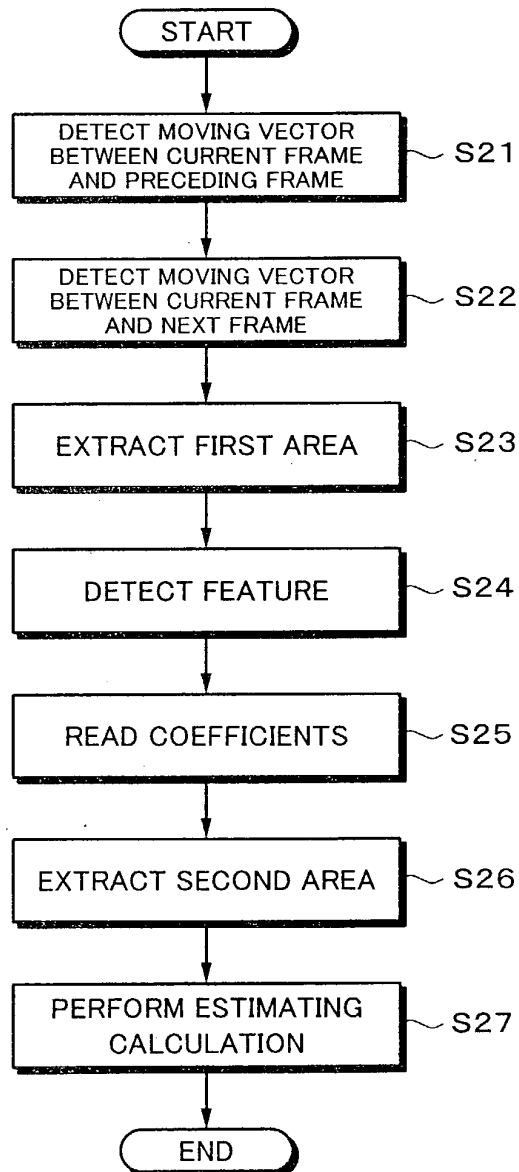 START
DETECT MOVING VECTOR
BETWEEN CURRENT FRAME
AND PRECEDING FRAME
S21
DETECT MOVING VECTOR
BETWEEN CURRENT FRAME
AND NEXT FRAME
S22
EXTRACT FIRST AREA
S23
DETECT FEATURE
S24
READ COEFFICIENTS
S25
EXTRACT SECOND AREA
S26
PERFORM ESTIMATING
CALCULATION
S27
END